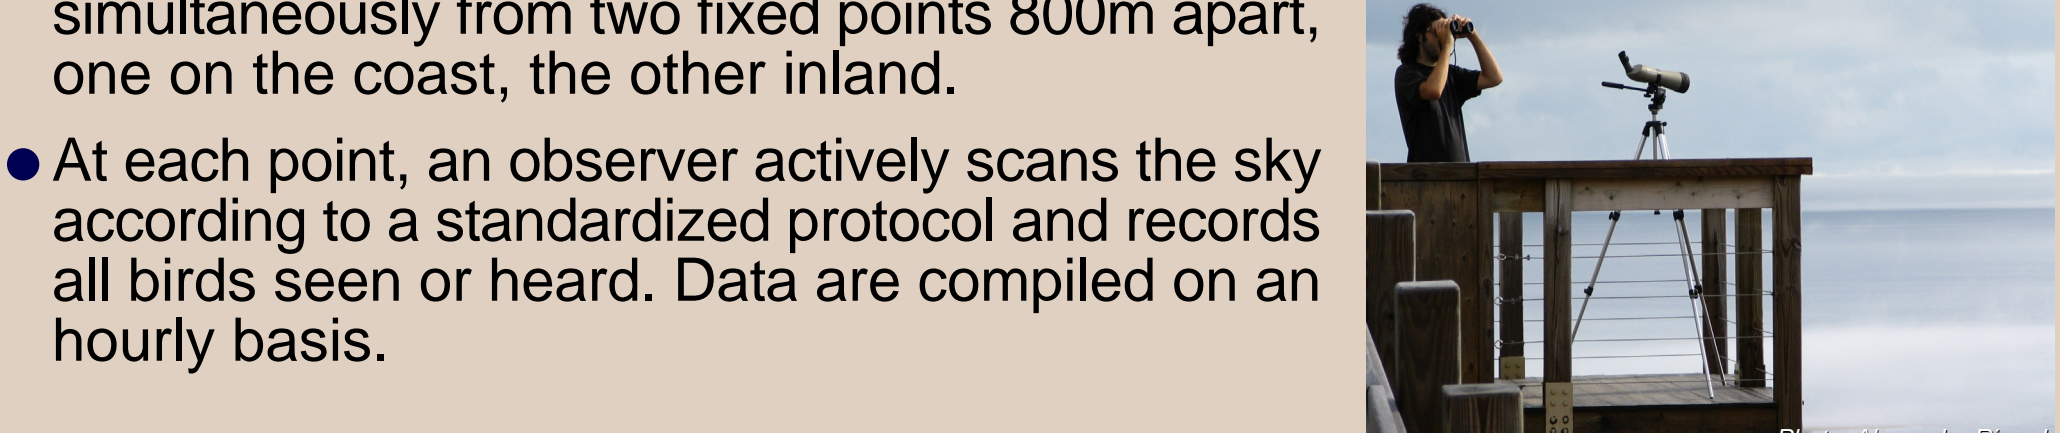 simultaneously from two fixed points 800m apart,
one on the coast, the other inland.
● At each point, an observer actively scans the sky
according to a standardized protocol and records
all birds seen or heard. Data are compiled on an
hourly basis.